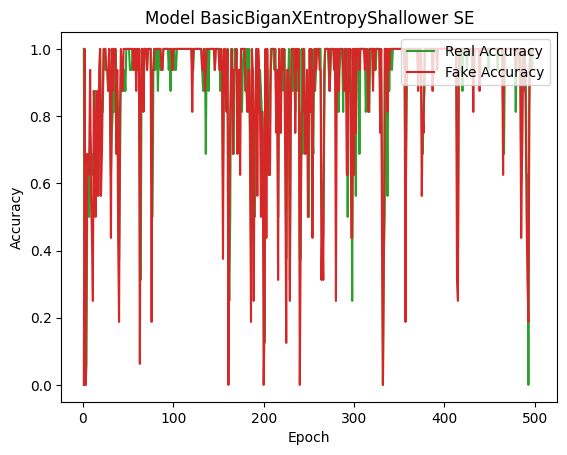 Model BasicBiganXEntropyShallower SE
Real Accuracy
Fake Accuracy
Accuracy
1.0
0.8
0.6
0.4
0.2
0.0
0 100 200 300 400 500
Epoch